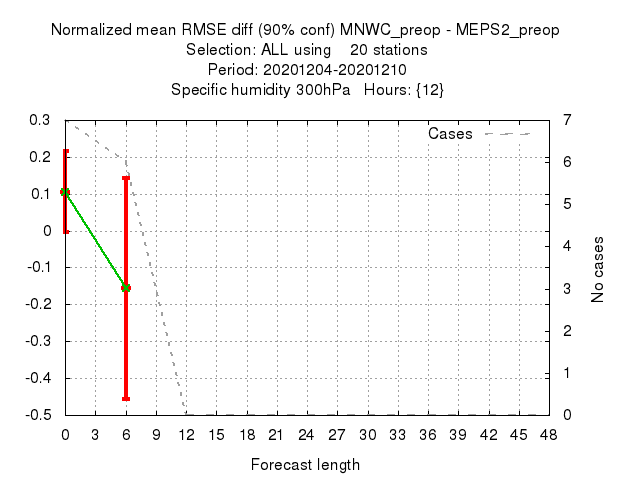 Normalized mean RMSE diff (90% conf) MNWC_preop - MEPS2_preop
Selection: ALL using 20 stations
Period: 20201204-20201210
Specific humidity 300hPa Hours: {12}
Cases
0.3
0.2
0.1
0
-0.1
-0.2
-0.3
-0.4
-0.5
7
6
5
4
3
2
1
0
No cases
0 3 6 9 12 15 18 21 24 27 30 33 36 39 42 45 48
Forecast length